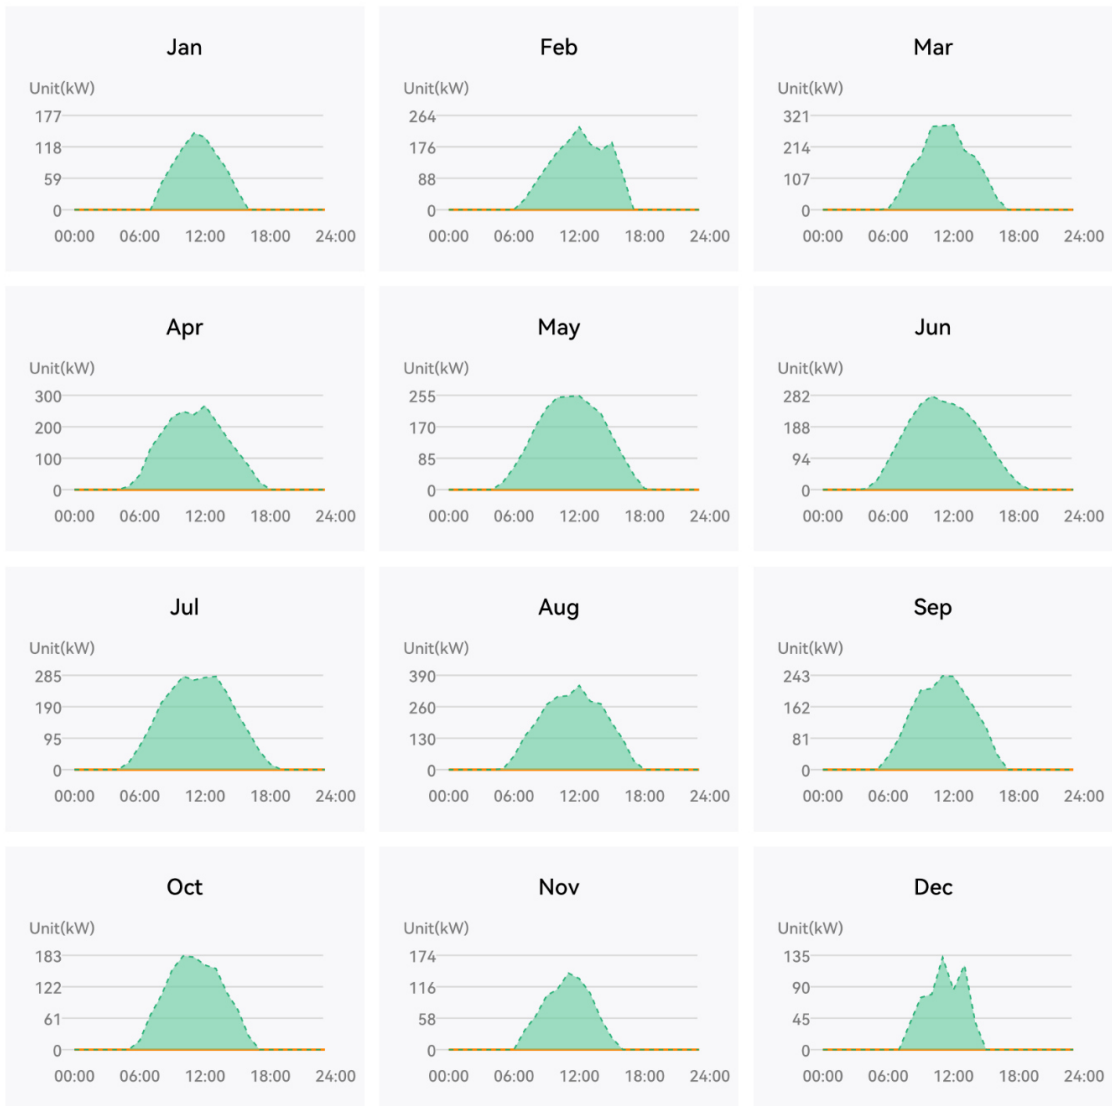 Jan
Unit(kW)
177
118
59
0
00:00 06:00 12:00 18:00 24:00
Feb
Unit(kW)
264
176
88
0
00:00 06:00 12:00 18:00 24:00
Mar
Unit(kW)
321
214
107
0
00:00 06:00 12:00 18:00 24:00
Apr
Unit(kW)
300
200
100
0
00:00 06:00 12:00 18:00 24:00
May
Unit(kW)
255
170
85
0
00:00 06:00 12:00 18:00 24:00
Jun
Unit(kW)
282
188
94
0
00:00 06:00 12:00 18:00 24:00
Jul
Unit(kW)
285
190
95
0
00:00 06:00 12:00 18:00 24:00
Aug
Unit(kW)
390
260
130
0
00:00 06:00 12:00 18:00 24:00
Sep
Unit(kW)
243
162
81
0
00:00 06:00 12:00 18:00 24:00
Oct
Unit(kW)
183
122
61
0
00:00 06:00 12:00 18:00 24:00
Nov
Unit(kW)
174
116
58
0
00:00 06:00 12:00 18:00 24:00
Dec
Unit(kW)
135
90
45
0
00:00 06:00 12:00 18:00 24:00